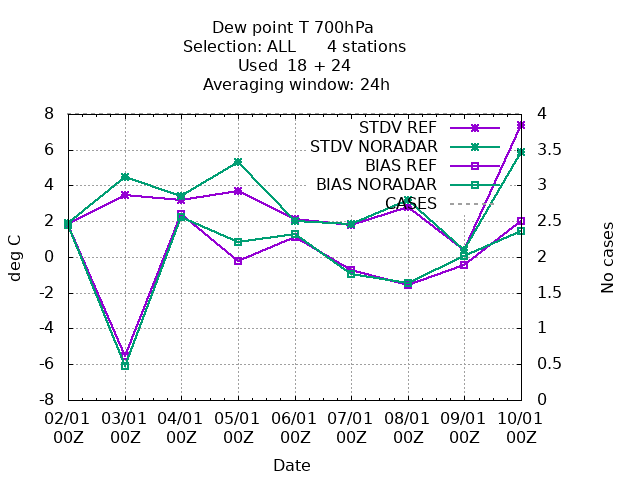 Dew point T 700hPa
Selection: ALL      4 stations
Used  18 + 24
Averaging window: 24h
8
6
4
2
0
-2
-4
-6
-8
deg C
4
3.5
3
2.5
2
1.5
1
0.5
0
No cases
STDV REF
STDV NORADAR
BIAS REF
BIAS NORADAR
CASES
02/01 03/01 04/01 05/01 06/01 07/01 08/01 09/01 10/01
00Z 00Z 00Z 00Z 00Z 00Z 00Z 00Z 00Z
Date